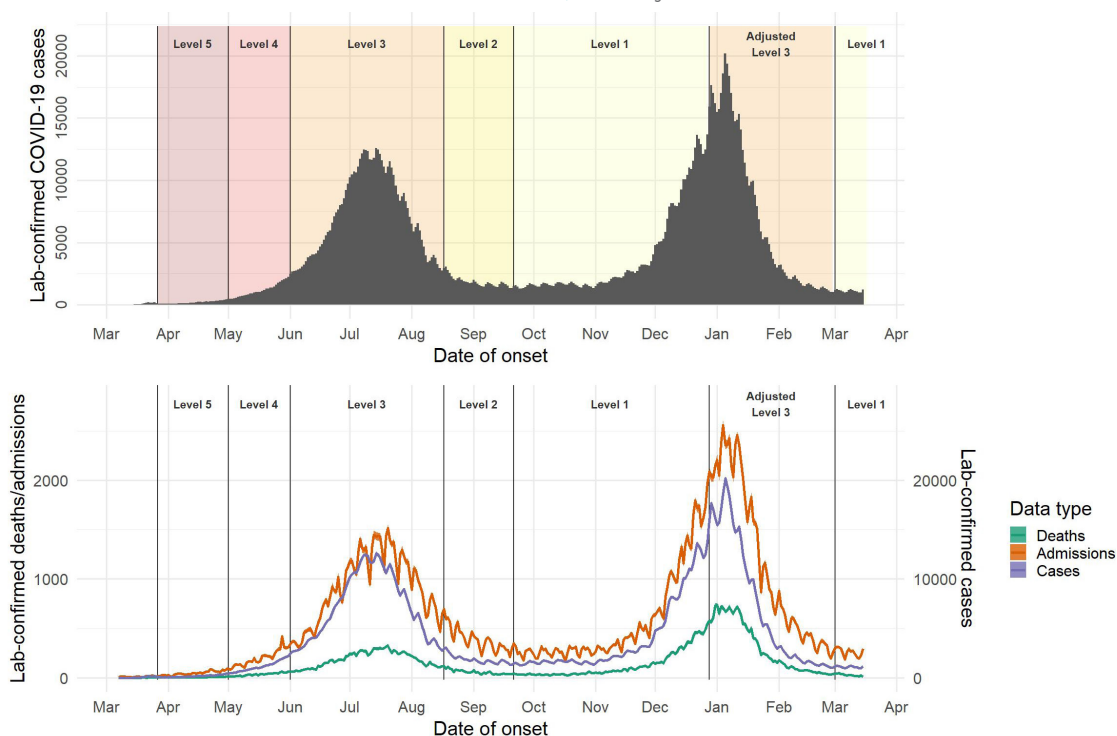 Level 5 Level 4 Level 3 Level 2 Level 1 Adjusted Level 1
Level 3
Lab-confirmed COVID-19 cases
20000
15000
10000
5000
0
Mar Apr May Jun Jul Aug Sep Oct Nov Dec Jan Feb Mar Apr
Date of onset
Level 5 Level 4 Level 3 Level 2 Level 1 Adjusted Level 1
Level 3
Lab-confirmed deaths/admissions
2000
1000
0
20000
10000
0
Lab-confirmed cases
Mar Apr May Jun Jul Aug Sep Oct Nov Dec Jan Feb Mar Apr
Date of onset
Data type
Deaths
Admissions
Cases